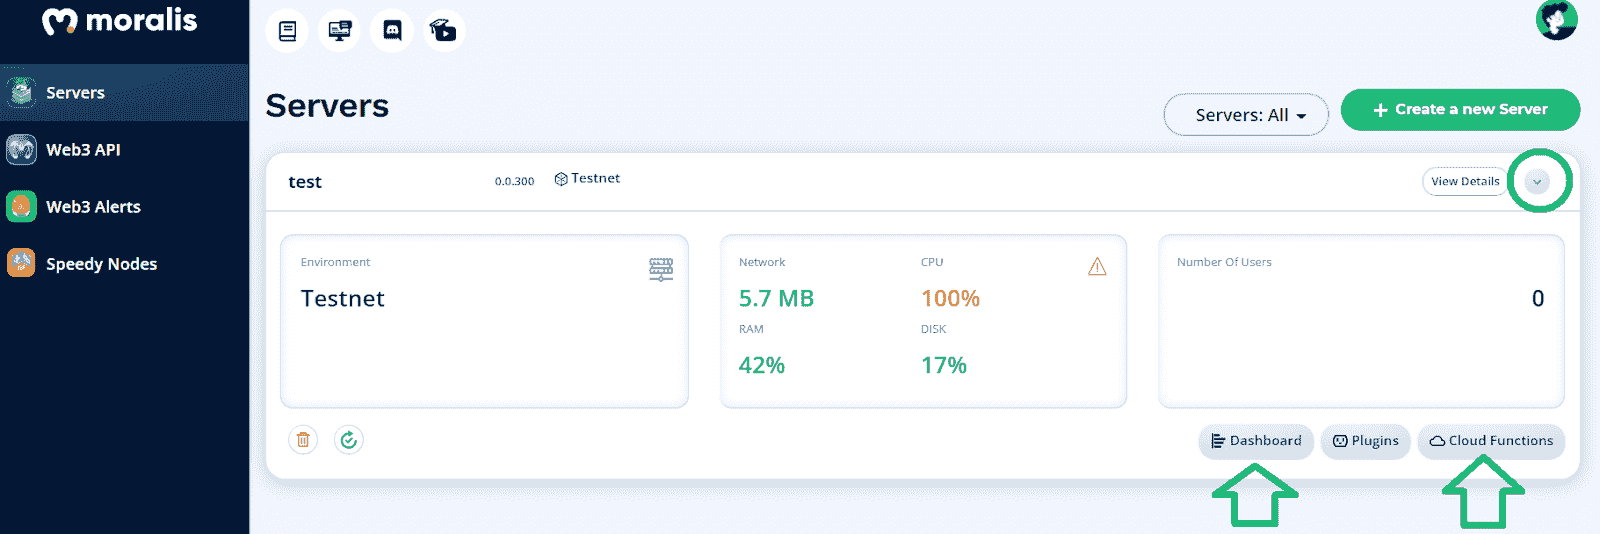 moralis
Servers
Web3 API
Web3 Alerts
Speedy Nodes
Servers
Servers: All
+ Create a new Server
test
0.0.300
Testnet
View Details
Environment
Testnet
Network
5.7 MB
CPU
100%
RAM
42%
DISK
17%
Number Of Users
0
Dashboard
Plugins
Cloud Functions